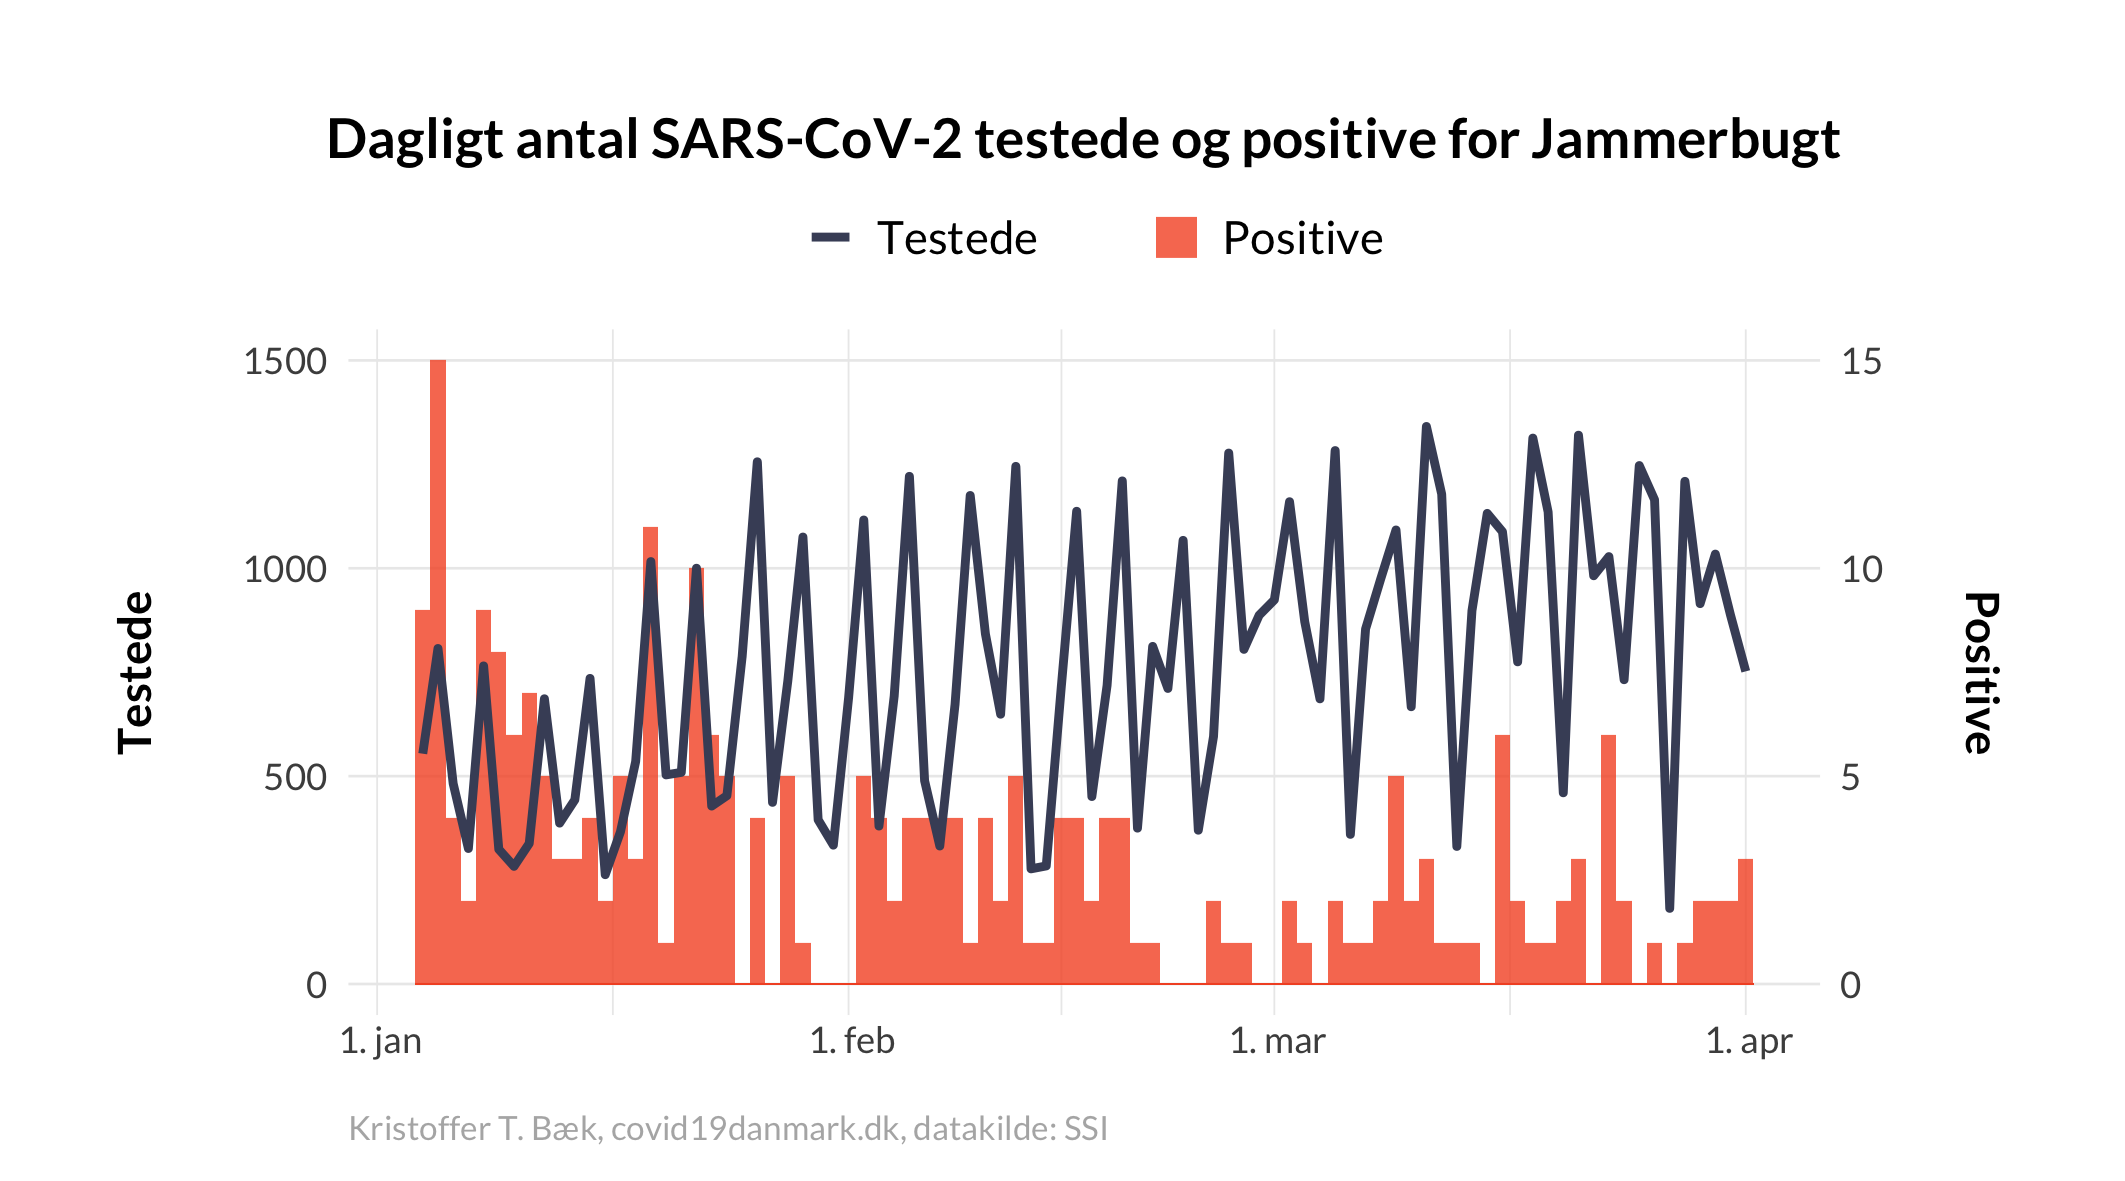 Dagligt antal SARS-CoV-2 testede og positive for Jammerbugt
Testede Positive
1500 15
1000 10
500 5
0 0
Testede
Positive
1. jan 1. feb 1. mar 1. apr
Kristoffer T. Bæk, covid19danmark.dk, datakilde: SSI